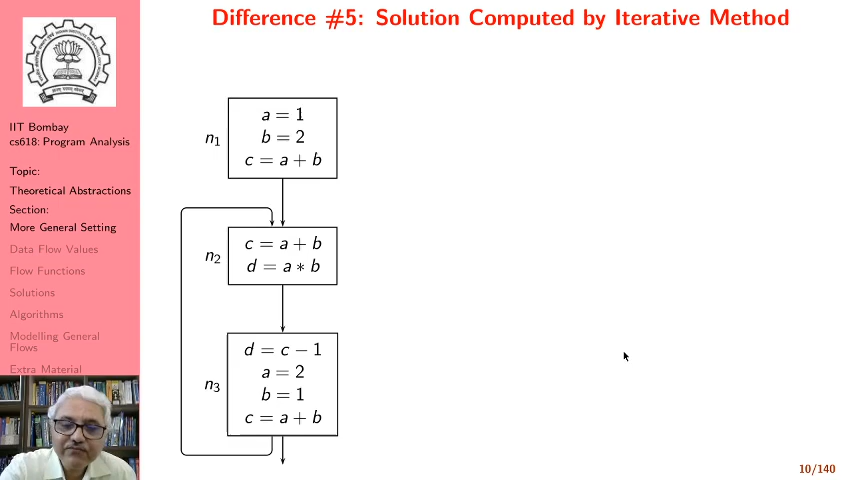 Difference #5: Solution Computed by Iterative Method
IIT Bombay
cs618: Program Analysis
Topic:
Theoretical Abstractions
Section:
More General Setting
Data Flow Values
Flow Functions
Solutions
Algorithms
Modelling General
Flows
Extra Material
n1
a = 1
b = 2
c = a + b
n2
c = a + b
d = a ∗ b
n3
d = c − 1
a = 2
b = 1
c = a + b
10/140